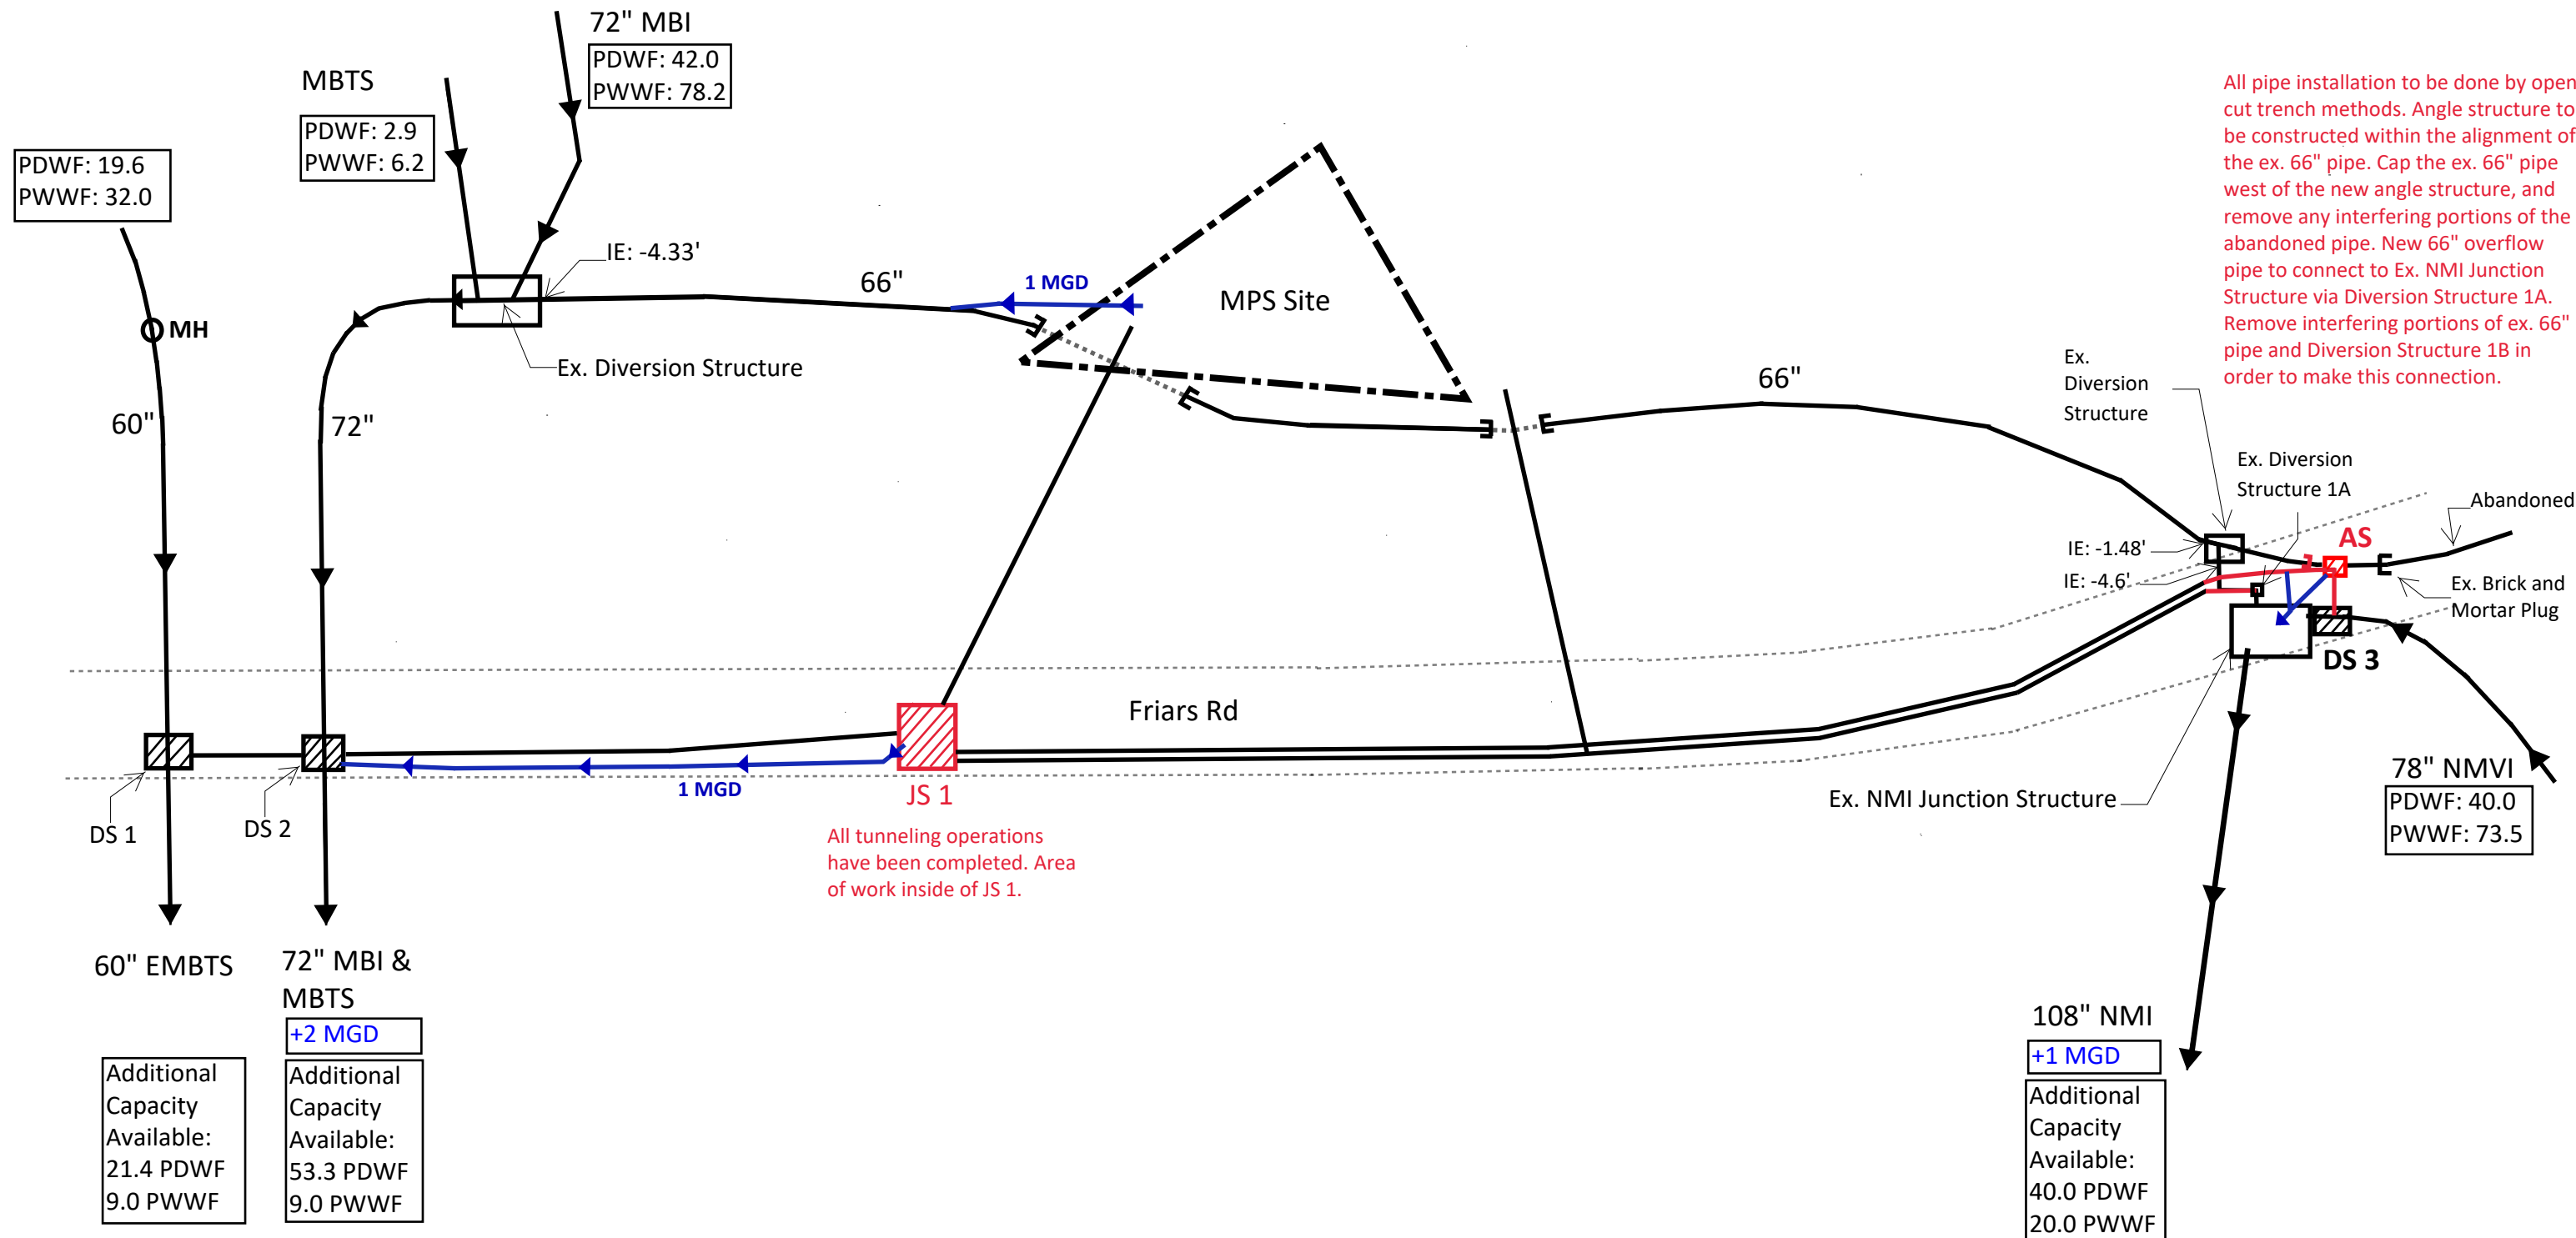 72" MBI
PDWF: 42.0
PWWF: 78.2
MBTS
PDWF: 2.9
PWWF: 6.2
PDWF: 19.6
PWWF: 32.0
MH
60"
72"
IE: -4.33'
Ex. Diversion Structure
66"
1 MGD
MPS Site
66"
All pipe installation to be done by open
cut trench methods. Angle structure to
be constructed within the alignment of
the ex. 66" pipe. Cap the ex. 66" pipe
west of the new angle structure, and
remove any interfering portions of the
abandoned pipe. New 66" overflow
pipe to connect to Ex. NMI Junction
Structure via Diversion Structure 1A.
Remove interfering portions of ex. 66"
pipe and Diversion Structure 1B in
order to make this connection.
Ex.
Diversion
Structure
Ex. Diversion
Structure 1A
Abandoned
AS
IE: -1.48'
IE: -4.6'
Ex. Brick and
Mortar Plug
DS 3
Friars Rd
1 MGD
JS 1
All tunneling operations
have been completed. Area
of work inside of JS 1.
DS 1
DS 2
Ex. NMI Junction Structure
78" NMVI
PDWF: 40.0
PWWF: 73.5
60" EMBTS
Additional
Capacity
Available:
21.4 PDWF
9.0 PWWF
72" MBI &
MBTS
+2 MGD
Additional
Capacity
Available:
53.3 PDWF
9.0 PWWF
108" NMI
+1 MGD
Additional
Capacity
Available:
40.0 PDWF
20.0 PWWF